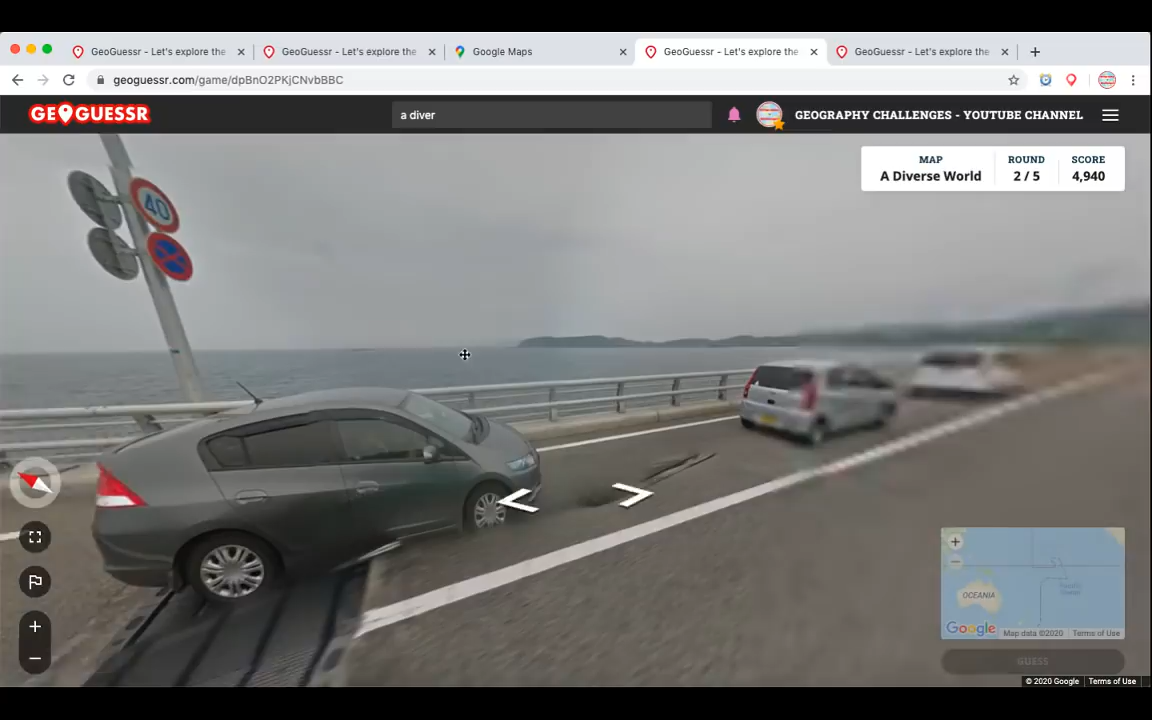 GeoGuessr - Let's explore the
GeoGuessr - Let's explore the
Google Maps
GeoGuessr - Let's explore the
GeoGuessr - Let's explore the
geoguessr.com/game/dpBnO2PKjCNvbBBC
GEOGUESSR
a diver
GEOGRAPHY CHALLENGES - YOUTUBE CHANNEL
MAP
A Diverse World
ROUND
2 / 5
SCORE
4,940
40
OCEANIA
Google
Map data ©2020
Terms of Use
GUESS
© 2020 Google
Terms of Use